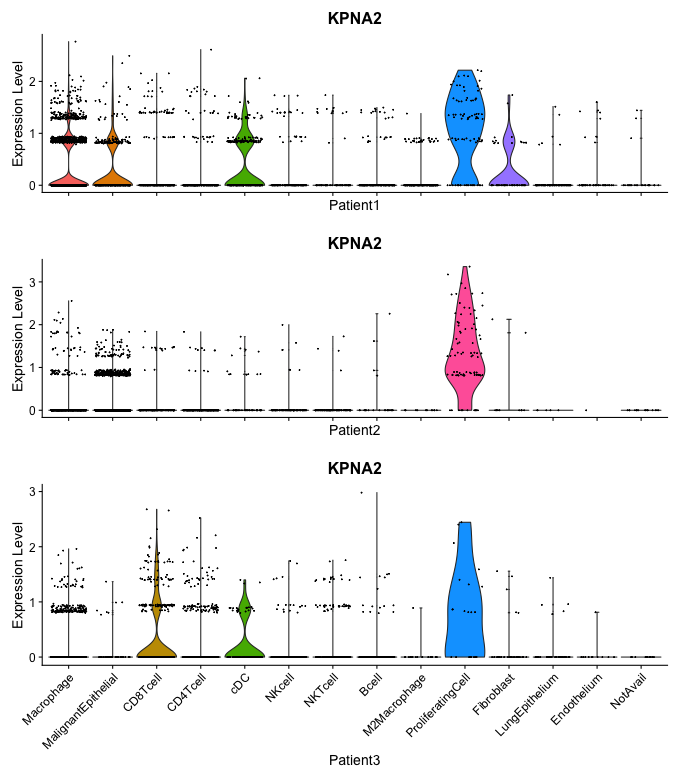 KPNA2
Expression Level
2
1
0
Patient1
KPNA2
Expression Level
3
2
1
0
Patient2
KPNA2
Expression Level
3
2
1
0
Macrophage
MalignantEpithelial
CD8Tcell
CD4Tcell
cDC
NKcell
NKTcell
Bcell
M2Macrophage
ProliferatingCell
Fibroblast
LungEpithelium
Endothelium
NotAvail
Patient3